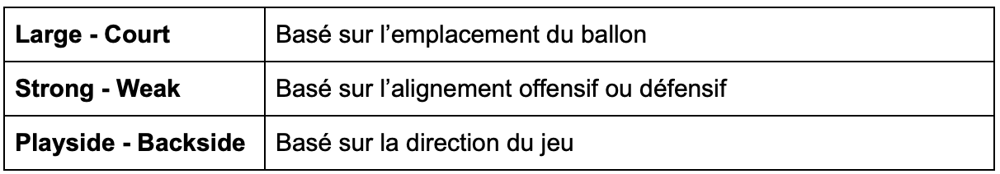 Large - Court Basé sur l’emplacement du ballon
Strong - Weak Basé sur l’alignement offensif ou défensif
Playside - Backside Basé sur la direction du jeu